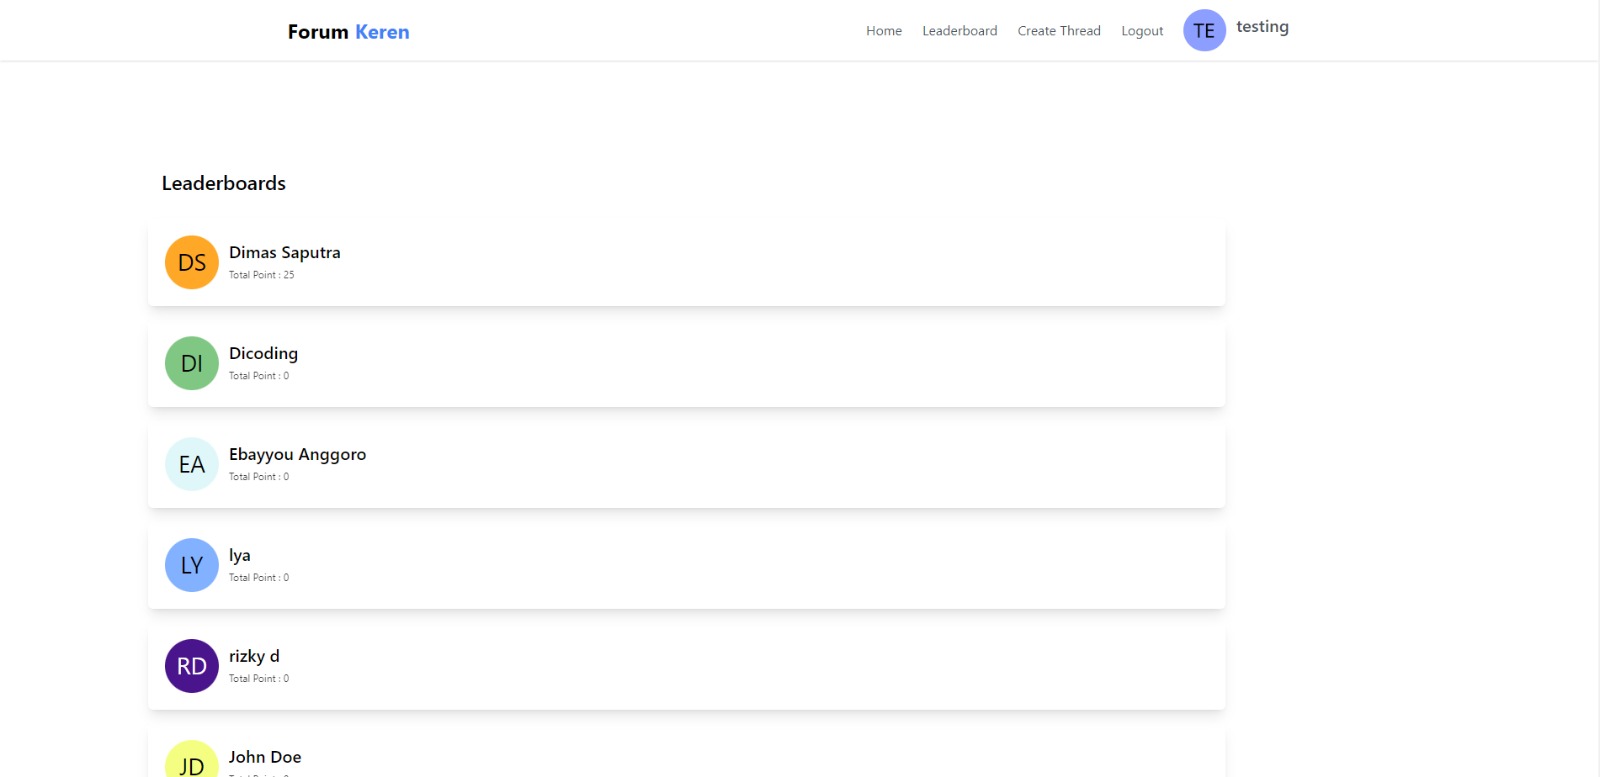 Forum Keren
Home Leaderboard Create Thread Logout TE testing
Leaderboards
DS
Dimas Saputra
Total Point : 25
DI
Dicoding
Total Point : 0
EA
Ebayyou Anggoro
Total Point : 0
LY
lya
Total Point : 0
RD
rizky d
Total Point : 0
JD
John Doe